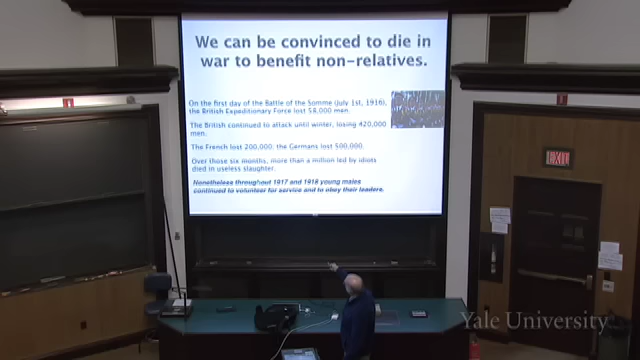 We can be convinced to die in
war to benefit non-relatives.
On the first day of the Battle of the Somme (July 1st, 1916),
the British Expeditionary Force lost 58,000 men.
The British continued to attack until winter, losing 420,000
men.
The French lost 200,000, the Germans lost 500,000.
Over those six months, more than a million led by idiots
died in useless slaughter.
Nonetheless throughout 1917 and 1918 young males
continued to volunteer for service and to obey their leaders.
EXIT
Yale University